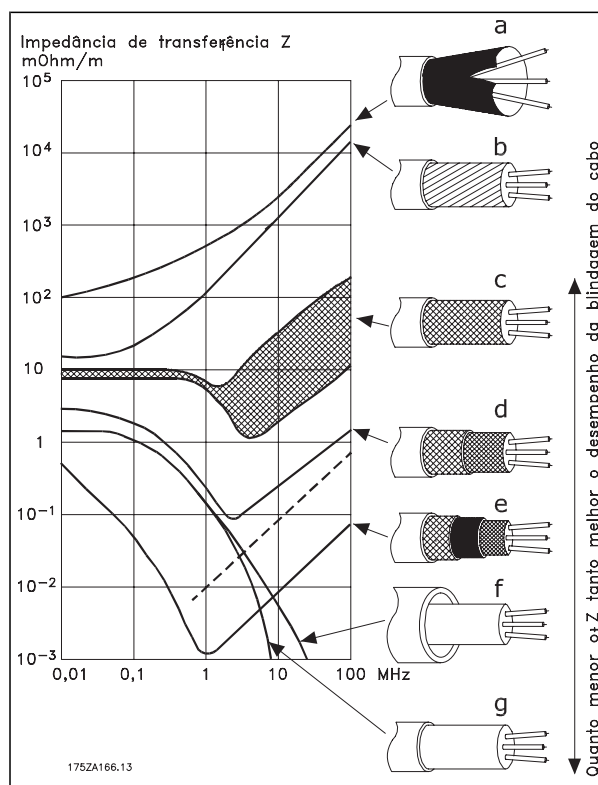 Impedância de transferência Z
mOhm/m
a
10⁵
b
10⁴
10³
c
10²
10
d
1
e
10⁻¹
f
10⁻²
10⁻³
0,01 0,1 1 10 100 MHz
g
175ZA166.13
Quanto menor o Z tanto melhor o desempenho da blindagem do cabo